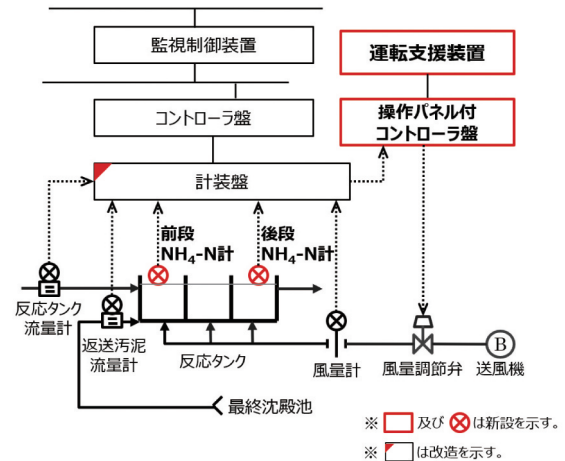 監視制御装置
運転支援装置
コントローラ盤
操作パネル付
コントローラ盤
計装盤
前段
NH₄-N計
後段
NH₄-N計
反応タンク
流量計
返送汚泥
流量計
反応タンク
風量計
風量調節弁
B
送風機
最終沈殿池
※ 及び は新設を示す。
※ は改造を示す。